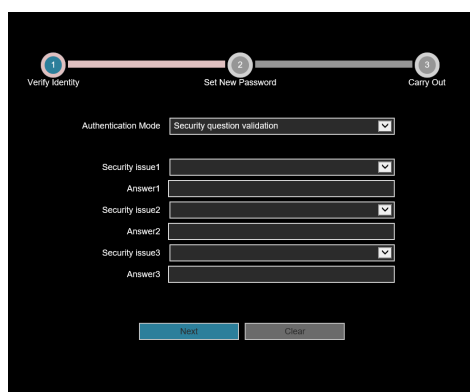 1 2 3
Verify Identity Set New Password Carry Out
Authentication Mode Security question validation
Security issue1
Answer1
Security issue2
Answer2
Security issue3
Answer3
Next Clear